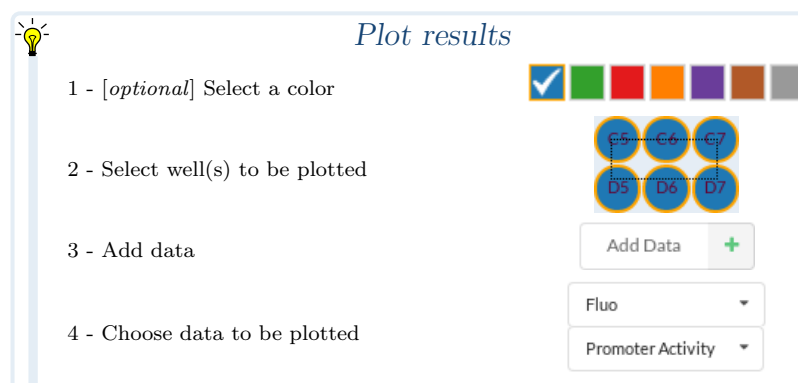 Plot results
1 - [optional] Select a color
2 - Select well(s) to be plotted
C5 C6 C7
D5 D6 D7
3 - Add data
Add Data +
4 - Choose data to be plotted
Fluo
Promoter Activity